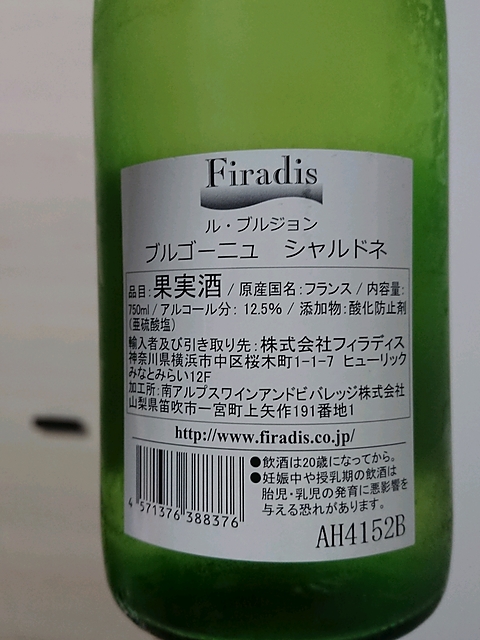 Firadis
ル・ブルジョン
ブルゴーニュ シャルドネ
品目:果実酒 / 原産国名:フランス / 内容量:
750ml / アルコール分: 12.5% / 添加物:酸化防止剤
(亜硫酸塩)
輸入者及び引き取り先:株式会社フィラディス
神奈川県横浜市中区桜木町1-1-7 ヒューリック
みなとみらい12F
加工所:南アルプスワインアンドビバレッジ株式会社
山梨県笛吹市一宮町上矢作191番地1
http://www.firadis.co.jp/
●飲酒は20歳になってから。
●妊娠中や授乳期の飲酒は
胎児・乳児の発育に悪影響を
与える恐れがあります。
4 571376 388376
AH4152B